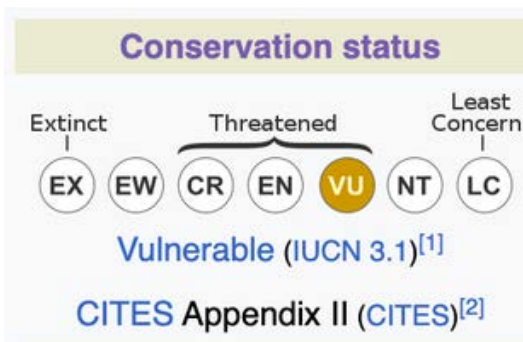 Conservation status
Least
Extinct Threatened Concern
EX EW CR EN VU NT LC
Vulnerable (IUCN 3.1)[1]
CITES Appendix II (CITES)[2]